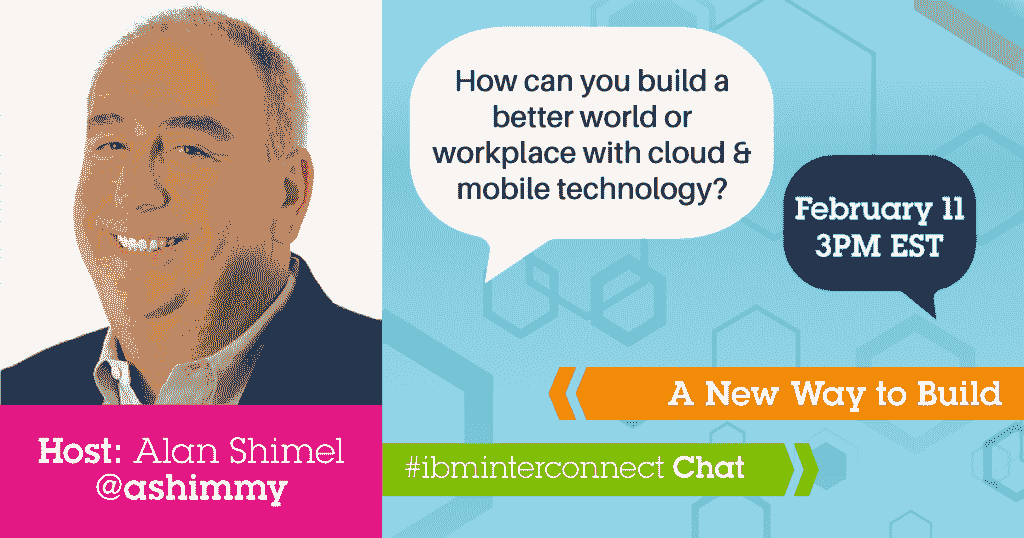 How can you build a
better world or
workplace with cloud &
mobile technology?
February 11
3PM EST
A New Way to Build
#ibminterconnect Chat
Host: Alan Shimel
@ashimmy